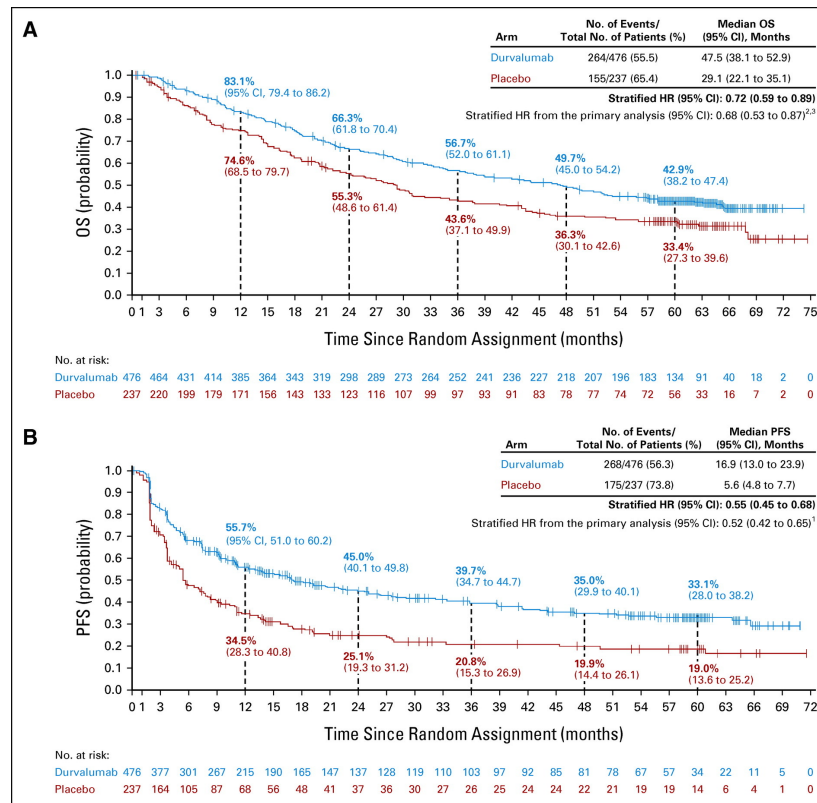 A
No. of Events/ Median OS
Arm Total No. of Patients (%) (95% CI), Months
Durvalumab 264/476 (55.5) 47.5 (38.1 to 52.9)
Placebo 155/237 (65.4) 29.1 (22.1 to 35.1)
Stratified HR (95% CI): 0.72 (0.59 to 0.89)
Stratified HR from the primary analysis (95% CI): 0.68 (0.53 to 0.87)2,3
OS (probability)
1.0
0.9
0.8
0.7
0.6
0.5
0.4
0.3
0.2
0.1
0.0
83.1%
(95% CI, 79.4 to 86.2)
66.3%
(61.8 to 70.4)
56.7%
(52.0 to 61.1)
49.7%
(45.0 to 54.2)
42.9%
(38.2 to 47.4)
74.6%
(68.5 to 79.7)
55.3%
(48.6 to 61.4)
43.6%
(37.1 to 49.9)
36.3%
(30.1 to 42.6)
33.4%
(27.3 to 39.6)
0 1 3 6 9 12 15 18 21 24 27 30 33 36 39 42 45 48 51 54 57 60 63 66 69 72 75
Time Since Random Assignment (months)
No. at risk:
Durvalumab 476 464 431 414 385 364 343 319 298 289 273 264 252 241 236 227 218 207 196 183 134 91 40 18 2 0
Placebo 237 220 199 179 171 156 143 133 123 116 107 99 97 93 91 83 78 77 74 72 56 33 16 7 2 0
B
No. of Events/ Median PFS
Arm Total No. of Patients (%) (95% CI), Months
Durvalumab 268/476 (56.3) 16.9 (13.0 to 23.9)
Placebo 175/237 (73.8) 5.6 (4.8 to 7.7)
Stratified HR (95% CI): 0.55 (0.45 to 0.68)
Stratified HR from the primary analysis (95% CI): 0.52 (0.42 to 0.65)1
PFS (probability)
1.0
0.9
0.8
0.7
0.6
0.5
0.4
0.3
0.2
0.1
0.0
55.7%
(95% CI, 51.0 to 60.2)
45.0%
(40.1 to 49.8)
39.7%
(34.7 to 44.7)
35.0%
(29.9 to 40.1)
33.1%
(28.0 to 38.2)
34.5%
(28.3 to 40.8)
25.1%
(19.3 to 31.2)
20.8%
(15.3 to 26.9)
19.9%
(14.4 to 26.1)
19.0%
(13.6 to 25.2)
0 1 3 6 9 12 15 18 21 24 27 30 33 36 39 42 45 48 51 54 57 60 63 66 69 72
Time Since Random Assignment (months)
No. at risk:
Durvalumab 476 377 301 267 215 190 165 147 137 128 119 110 103 97 92 85 81 78 67 57 34 22 11 5 0
Placebo 237 164 105 87 68 56 48 41 37 36 30 27 26 25 24 24 22 21 19 19 14 6 4 1 0